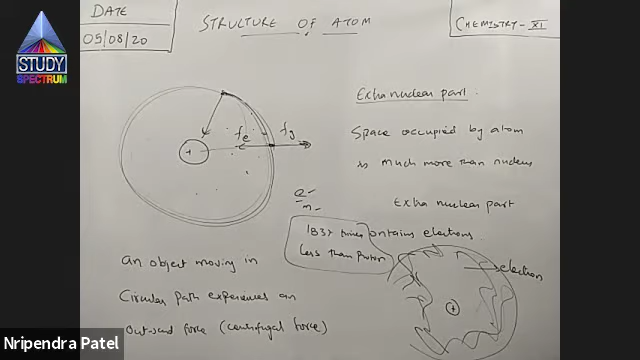 DATE
05/08/20
STUDY
SPECTRUM
STRUCTURE OF ATOM
CHEMISTRY - XI
+
fe
fg
Extra nuclear part.
Space occupied by atom
is much more than nucleus
Extra nuclear part
contains electrons.
e-
m-
1837 times
less than proton
electron
+
An object moving in
Circular path experiences an
Outward force (centrifugal force)
Nripendra Patel